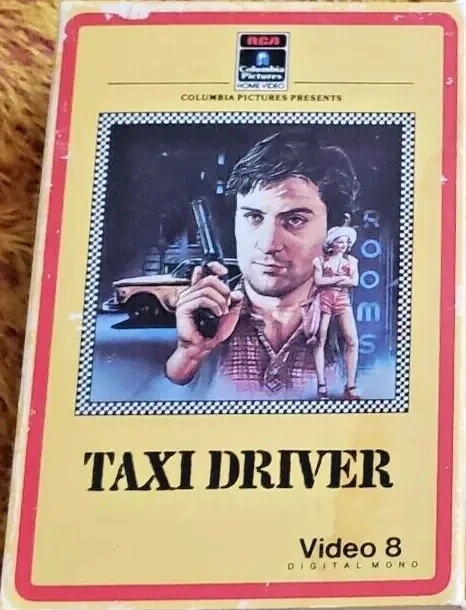 RCA
Columbia
Pictures
HOME VIDEO
COLUMBIA PICTURES PRESENTS
ROOMS
TAXI DRIVER
Video 8
DIGITAL MONO